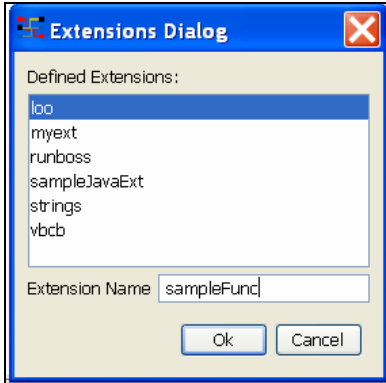 Extensions Dialog
Defined Extensions:
loo
myext
runboss
sampleJavaExt
strings
vbcb
Extension Name sampleFunc
Ok Cancel